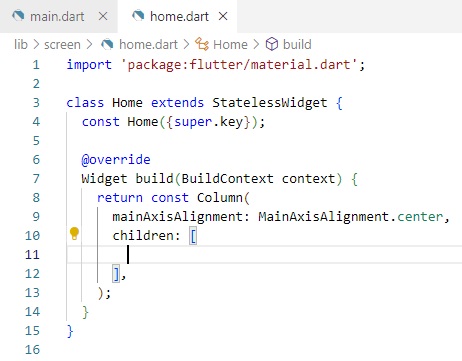 main.dart
home.dart
lib > screen > home.dart > Home > build
1 import 'package:flutter/material.dart';
2
3 class Home extends StatelessWidget {
4   const Home({super.key});
5
6   @override
7   Widget build(BuildContext context) {
8     return const Column(
9       mainAxisAlignment: MainAxisAlignment.center,
10       children: [
11
12       ],
13     );
14   }
15 }
16